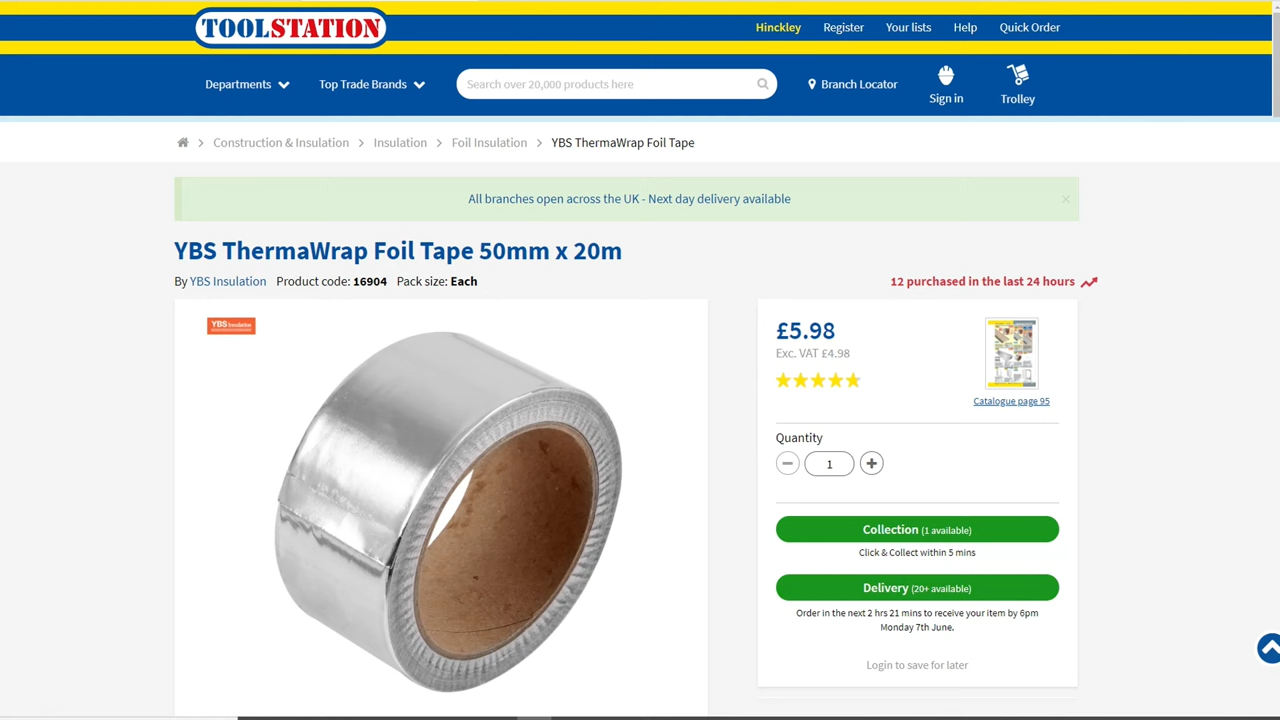 TOOLSTATION
Hinckley Register Your lists Help Quick Order
Departments Top Trade Brands Search over 20,000 products here Branch Locator Sign in Trolley
Construction & Insulation Insulation Foil Insulation YBS ThermaWrap Foil Tape
All branches open across the UK - Next day delivery available ×
YBS ThermaWrap Foil Tape 50mm x 20m
By YBS Insulation Product code: 16904 Pack size: Each
12 purchased in the last 24 hours
YBS Insulation
£5.98
Exc. VAT £4.98
Catalogue page 95
Quantity
1
Collection (1 available)
Click & Collect within 5 mins
Delivery (20+ available)
Order in the next 2 hrs 21 mins to receive your item by 6pm
Monday 7th June.
Login to save for later